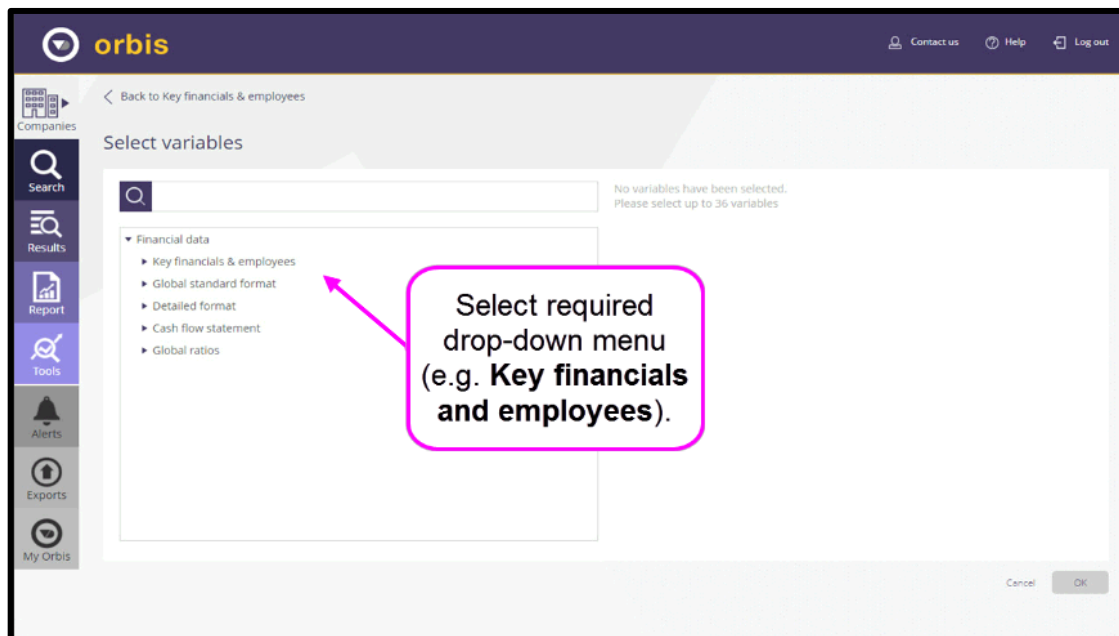 orbis
Contact us
Help
Log out
Companies
Search
Results
Report
Tools
Alerts
Exports
My Orbis
Back to Key financials & employees
Select variables
No variables have been selected.
Please select up to 36 variables
Financial data
Key financials & employees
Global standard format
Detailed format
Cash flow statement
Global ratios
Select required
drop-down menu
(e.g. Key financials
and employees).
Cancel
OK